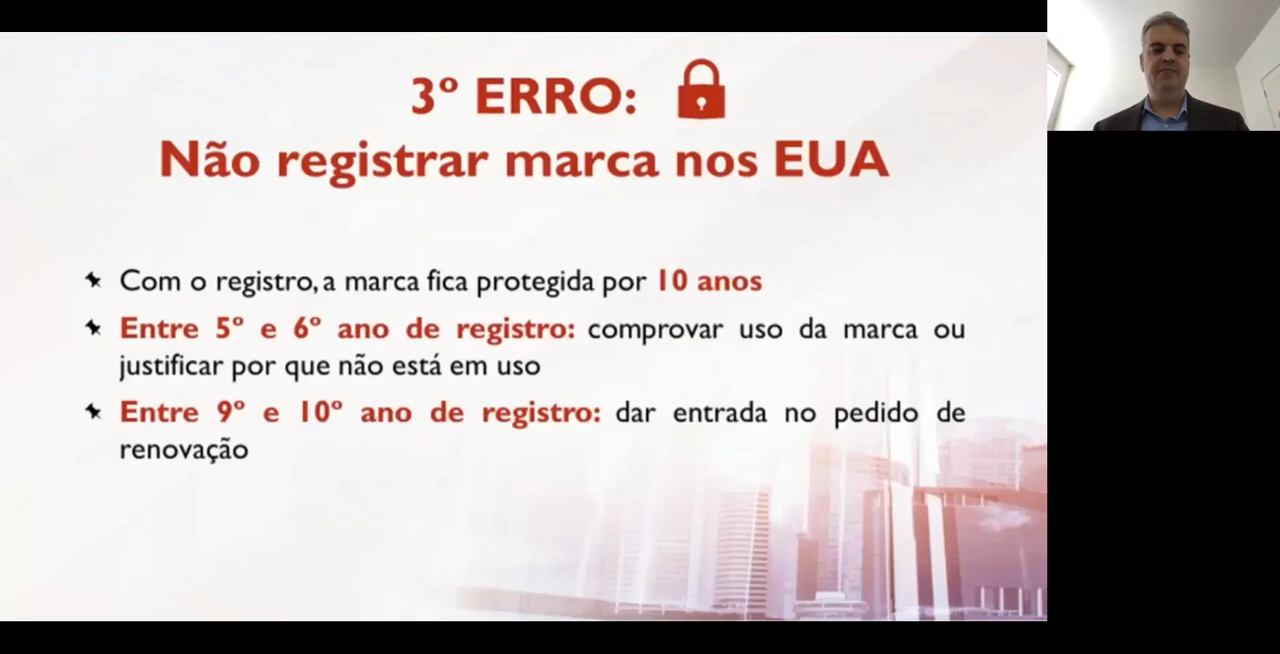 3º ERRO:
Não registrar marca nos EUA
Com o registro, a marca fica protegida por 10 anos
Entre 5º e 6º ano de registro: comprovar uso da marca ou
justificar por que não está em uso
Entre 9º e 10º ano de registro: dar entrada no pedido de
renovação